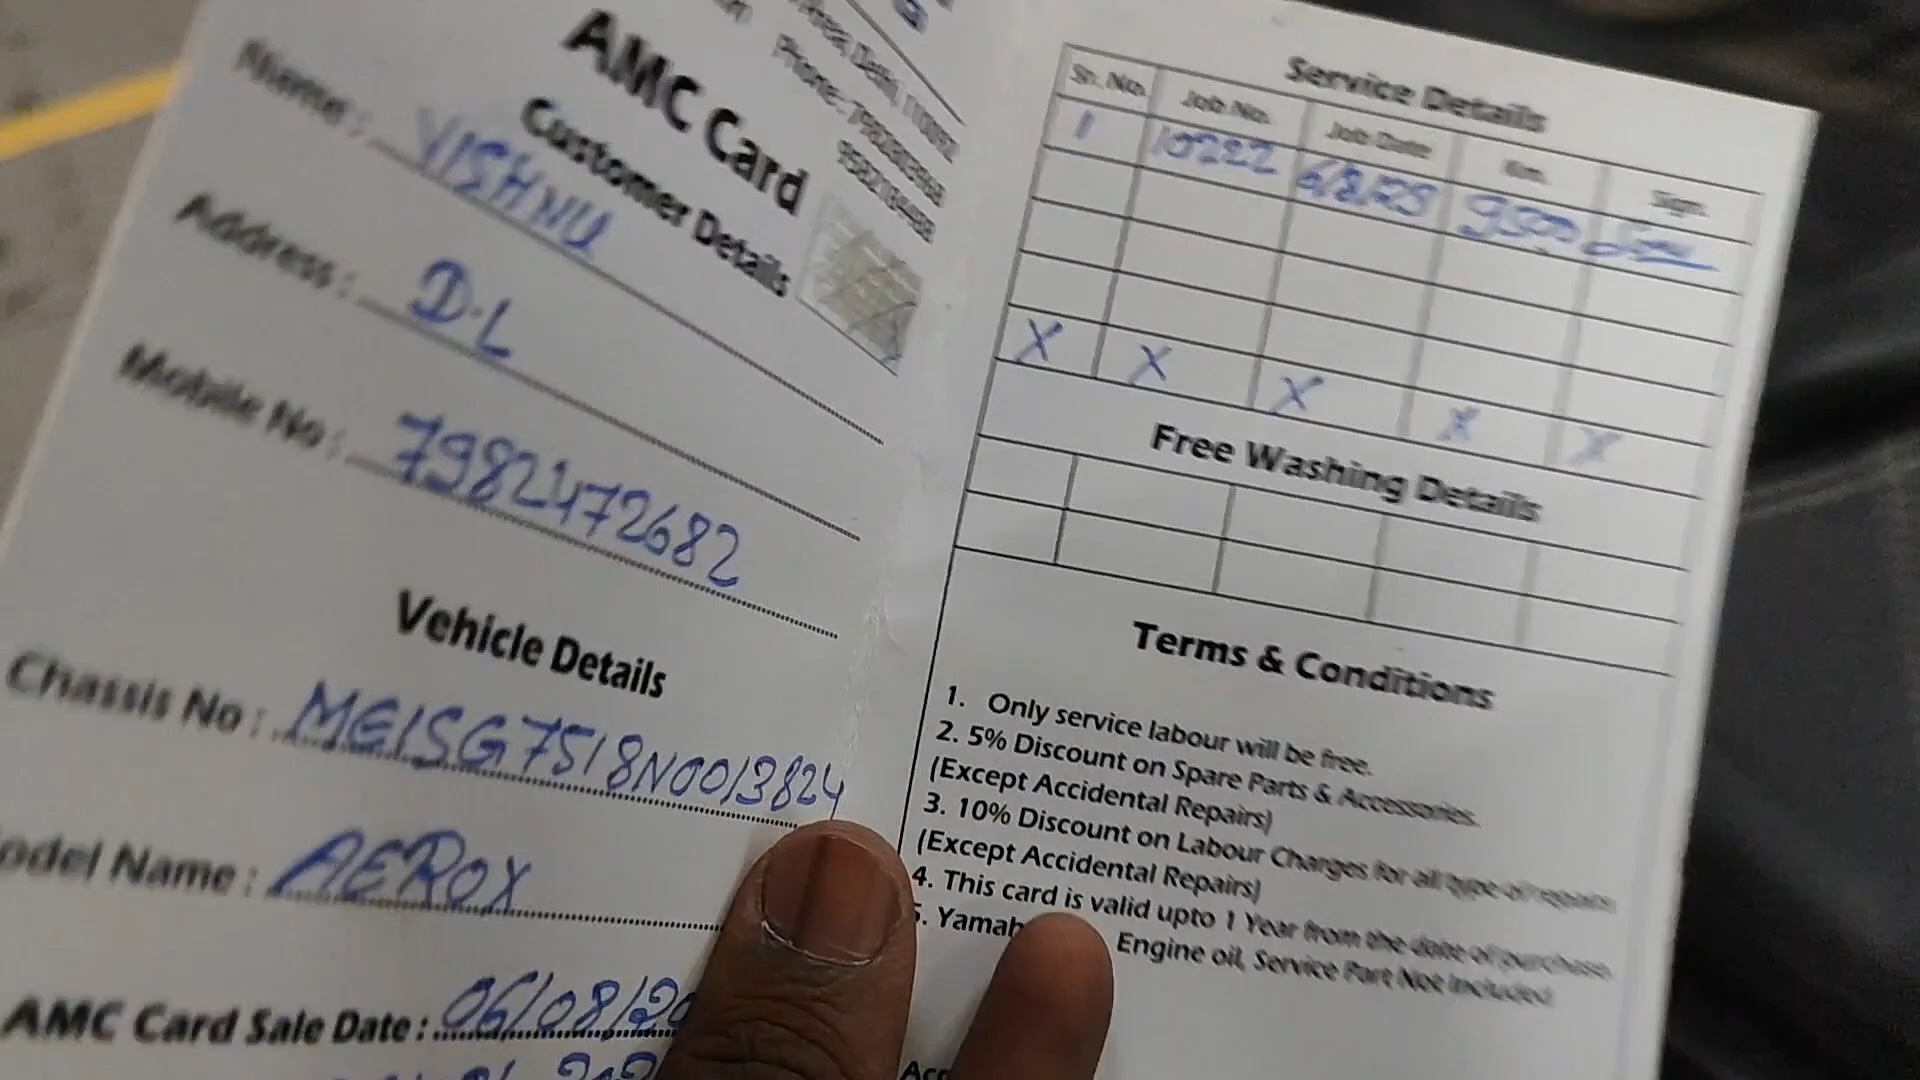 AMC Card
Customer Details
Name : VISHNU
Address : D.L
Mobile No : 7982472682
Vehicle Details
Chassis No : ME1SG7518N0013824
odel Name : AEROX
AMC Card Sale Date : 06/08/20
Service Details
Sr. No. Job No. Job Date Km. Sign.
1 10222 6/8/25 9500
X X X X X
Free Washing Details
Terms & Conditions
1. Only service labour will be free.
2. 5% Discount on Spare Parts & Accessories.
(Except Accidental Repairs)
3. 10% Discount on Labour Charges for all type of repairs
(Except Accidental Repairs)
4. This card is valid upto 1 Year from the date of purchase.
5. Yamah Engine oil, Service Part Not Included